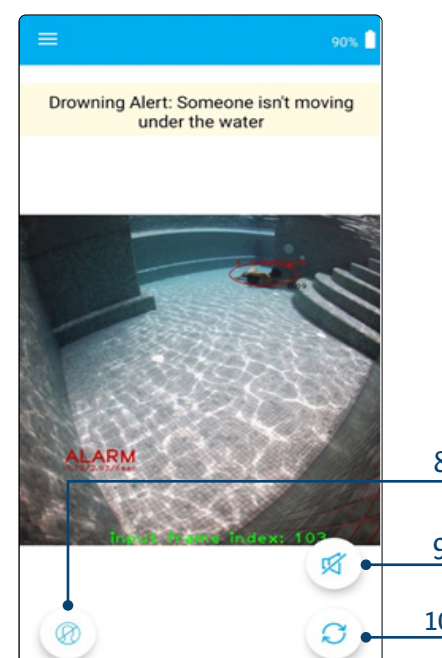 90%
Drowning Alert: Someone isn't moving
under the water
ALARM
Input Frame Index: 103
8
9
10